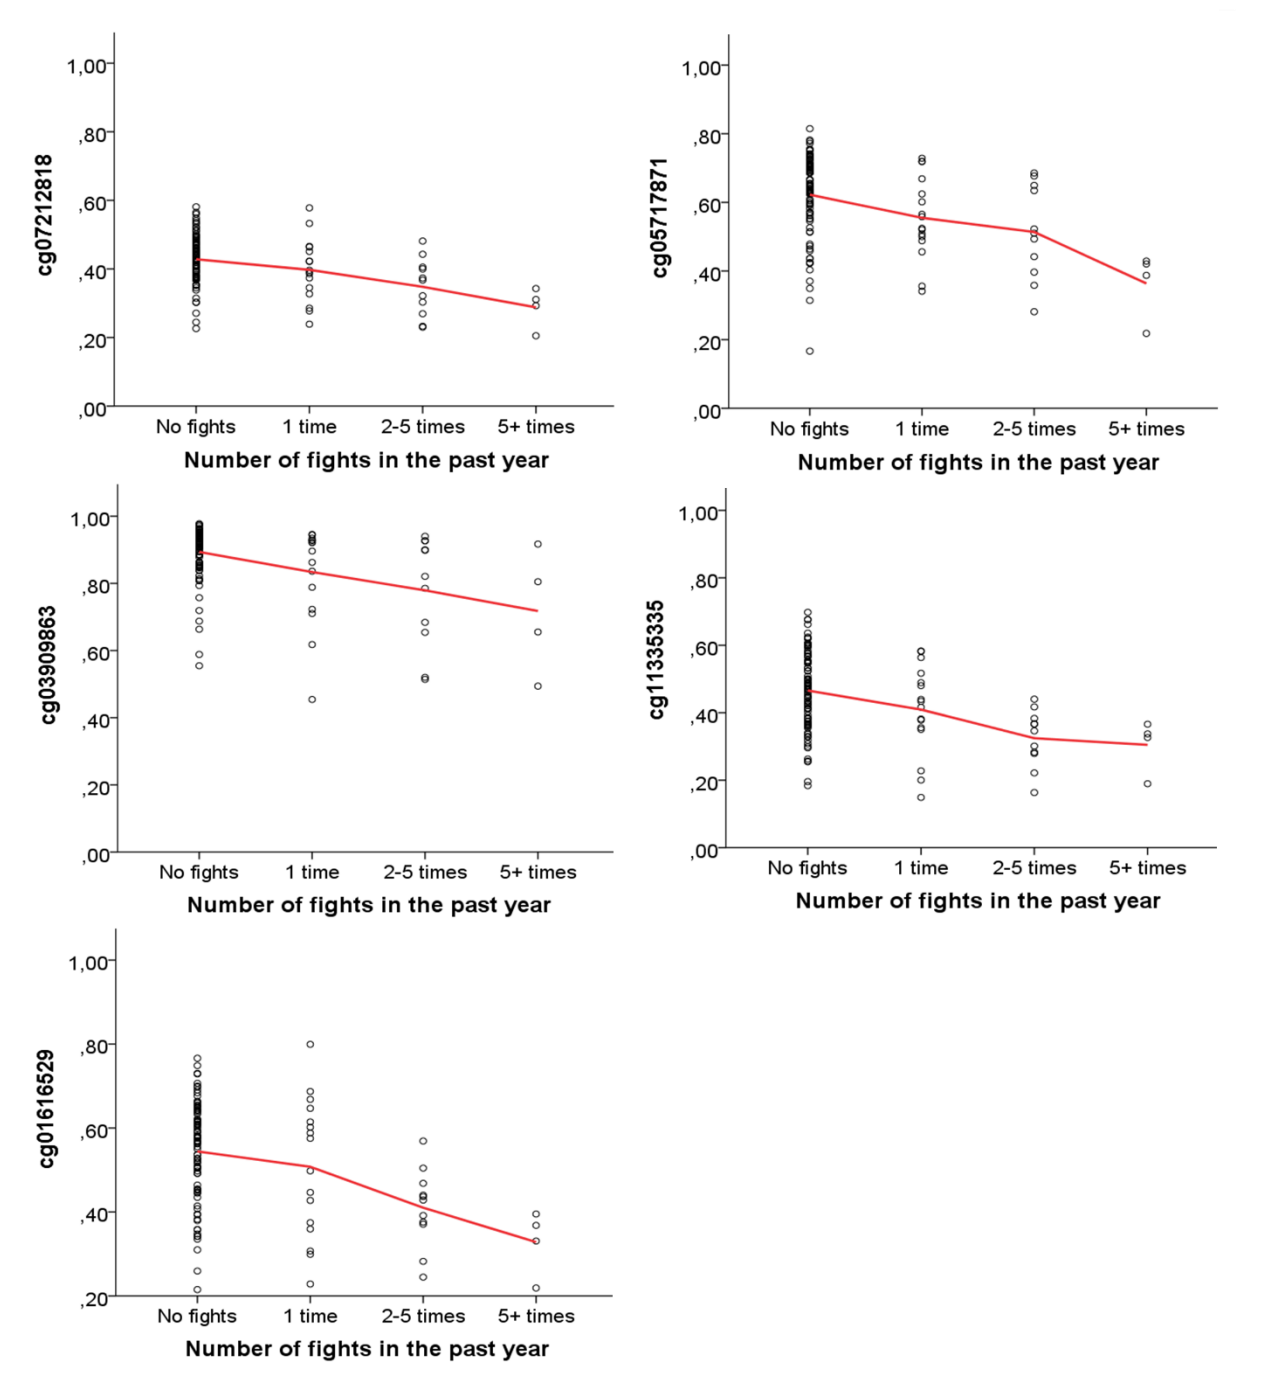 cg07212818
1,00
,80
,60
,40
,20
,00
No fights 1 time 2-5 times 5+ times
Number of fights in the past year
cg05717871
1,00
,80
,60
,40
,20
,00
No fights 1 time 2-5 times 5+ times
Number of fights in the past year
cg03909863
1,00
,80
,60
,40
,20
,00
No fights 1 time 2-5 times 5+ times
Number of fights in the past year
cg11335335
1,00
,80
,60
,40
,20
,00
No fights 1 time 2-5 times 5+ times
Number of fights in the past year
cg01616529
1,00
,80
,60
,40
,20
No fights 1 time 2-5 times 5+ times
Number of fights in the past year